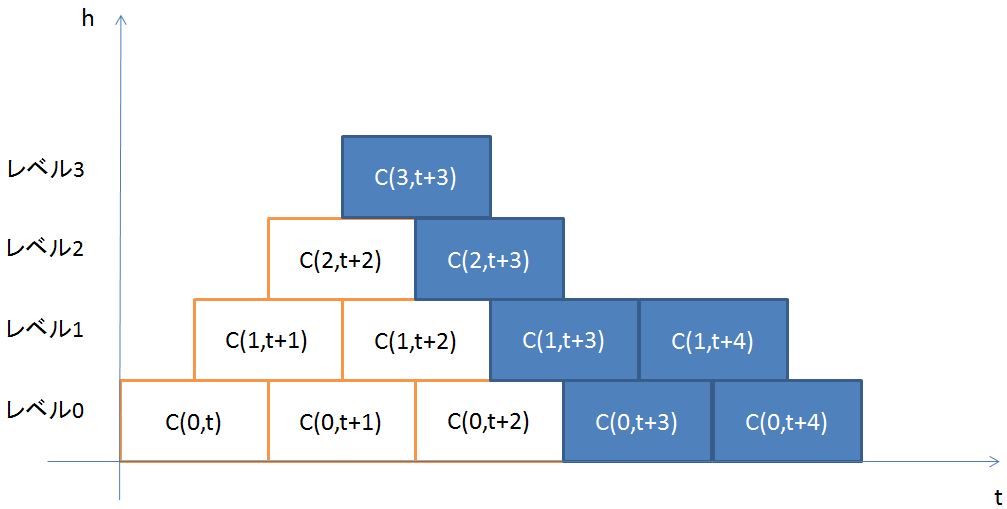 h
レベル3
C(3,t+3)
レベル2
C(2,t+2)
C(2,t+3)
レベル1
C(1,t+1)
C(1,t+2)
C(1,t+3)
C(1,t+4)
レベル0
C(0,t)
C(0,t+1)
C(0,t+2)
C(0,t+3)
C(0,t+4)
t